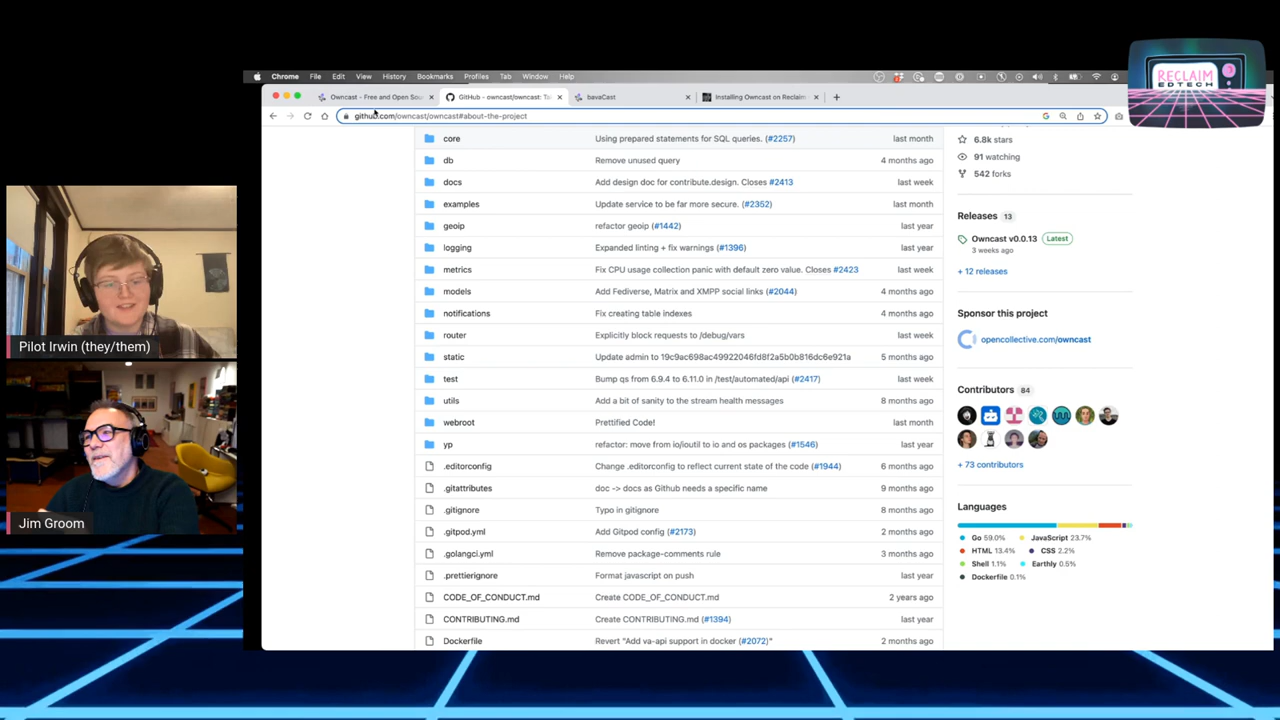 Chrome File Edit View History Bookmarks Profiles Tab Window Help
RECLAIM
EDTECH
Owncast - Free and Open Sou
GitHub - owncast/owncast: Ta
bavaCast
Installing Owncast on Reclaim
github.com/owncast/owncast#about-the-project
core Using prepared statements for SQL queries. (#2257) last month
db Remove unused query 4 months ago
docs Add design doc for contribute.design. Closes #2413 last week
examples Update service to be far more secure. (#2352) last month
geoip refactor geoip (#1442) last year
logging Expanded linting + fix warnings (#1396) last year
metrics Fix CPU usage collection panic with default zero value. Closes #2423 last week
models Add Fediverse, Matrix and XMPP social links (#2044) 4 months ago
notifications Fix creating table indexes 4 months ago
router Explicitly block requests to /debug/vars last week
static Update admin to 19c9ac698ac49922046fd8f2a5b0b816dc6e921a 5 months ago
test Bump qs from 6.9.4 to 6.11.0 in /test/automated/api (#2417) last week
utils Add a bit of sanity to the stream health messages 8 months ago
webroot Prettified Code! last month
yp refactor: move from io/ioutil to io and os packages (#1546) last year
.editorconfig Change .editorconfig to reflect current state of the code (#1944) 6 months ago
.gitattributes doc -> docs as Github needs a specific name 9 months ago
.gitignore Typo in gitignore 8 months ago
.gitpod.yml Add Gitpod config (#2173) 2 months ago
.golangci.yml Remove package-comments rule 3 months ago
.prettierignore Format javascript on push last year
CODE_OF_CONDUCT.md Create CODE_OF_CONDUCT.md 2 years ago
CONTRIBUTING.md Create CONTRIBUTING.md (#1394) last year
Dockerfile Revert "Add va-api support in docker (#2072)" 2 months ago
6.8k stars
91 watching
542 forks
Releases 13
Owncast v0.0.13 Latest
3 weeks ago
+ 12 releases
Sponsor this project
opencollective.com/owncast
Contributors 84
+ 73 contributors
Languages
Go 59.0% JavaScript 23.7%
HTML 13.4% CSS 2.2%
Shell 1.1% Earthly 0.5%
Dockerfile 0.1%
Pilot Irwin (they/them)
Jim Groom